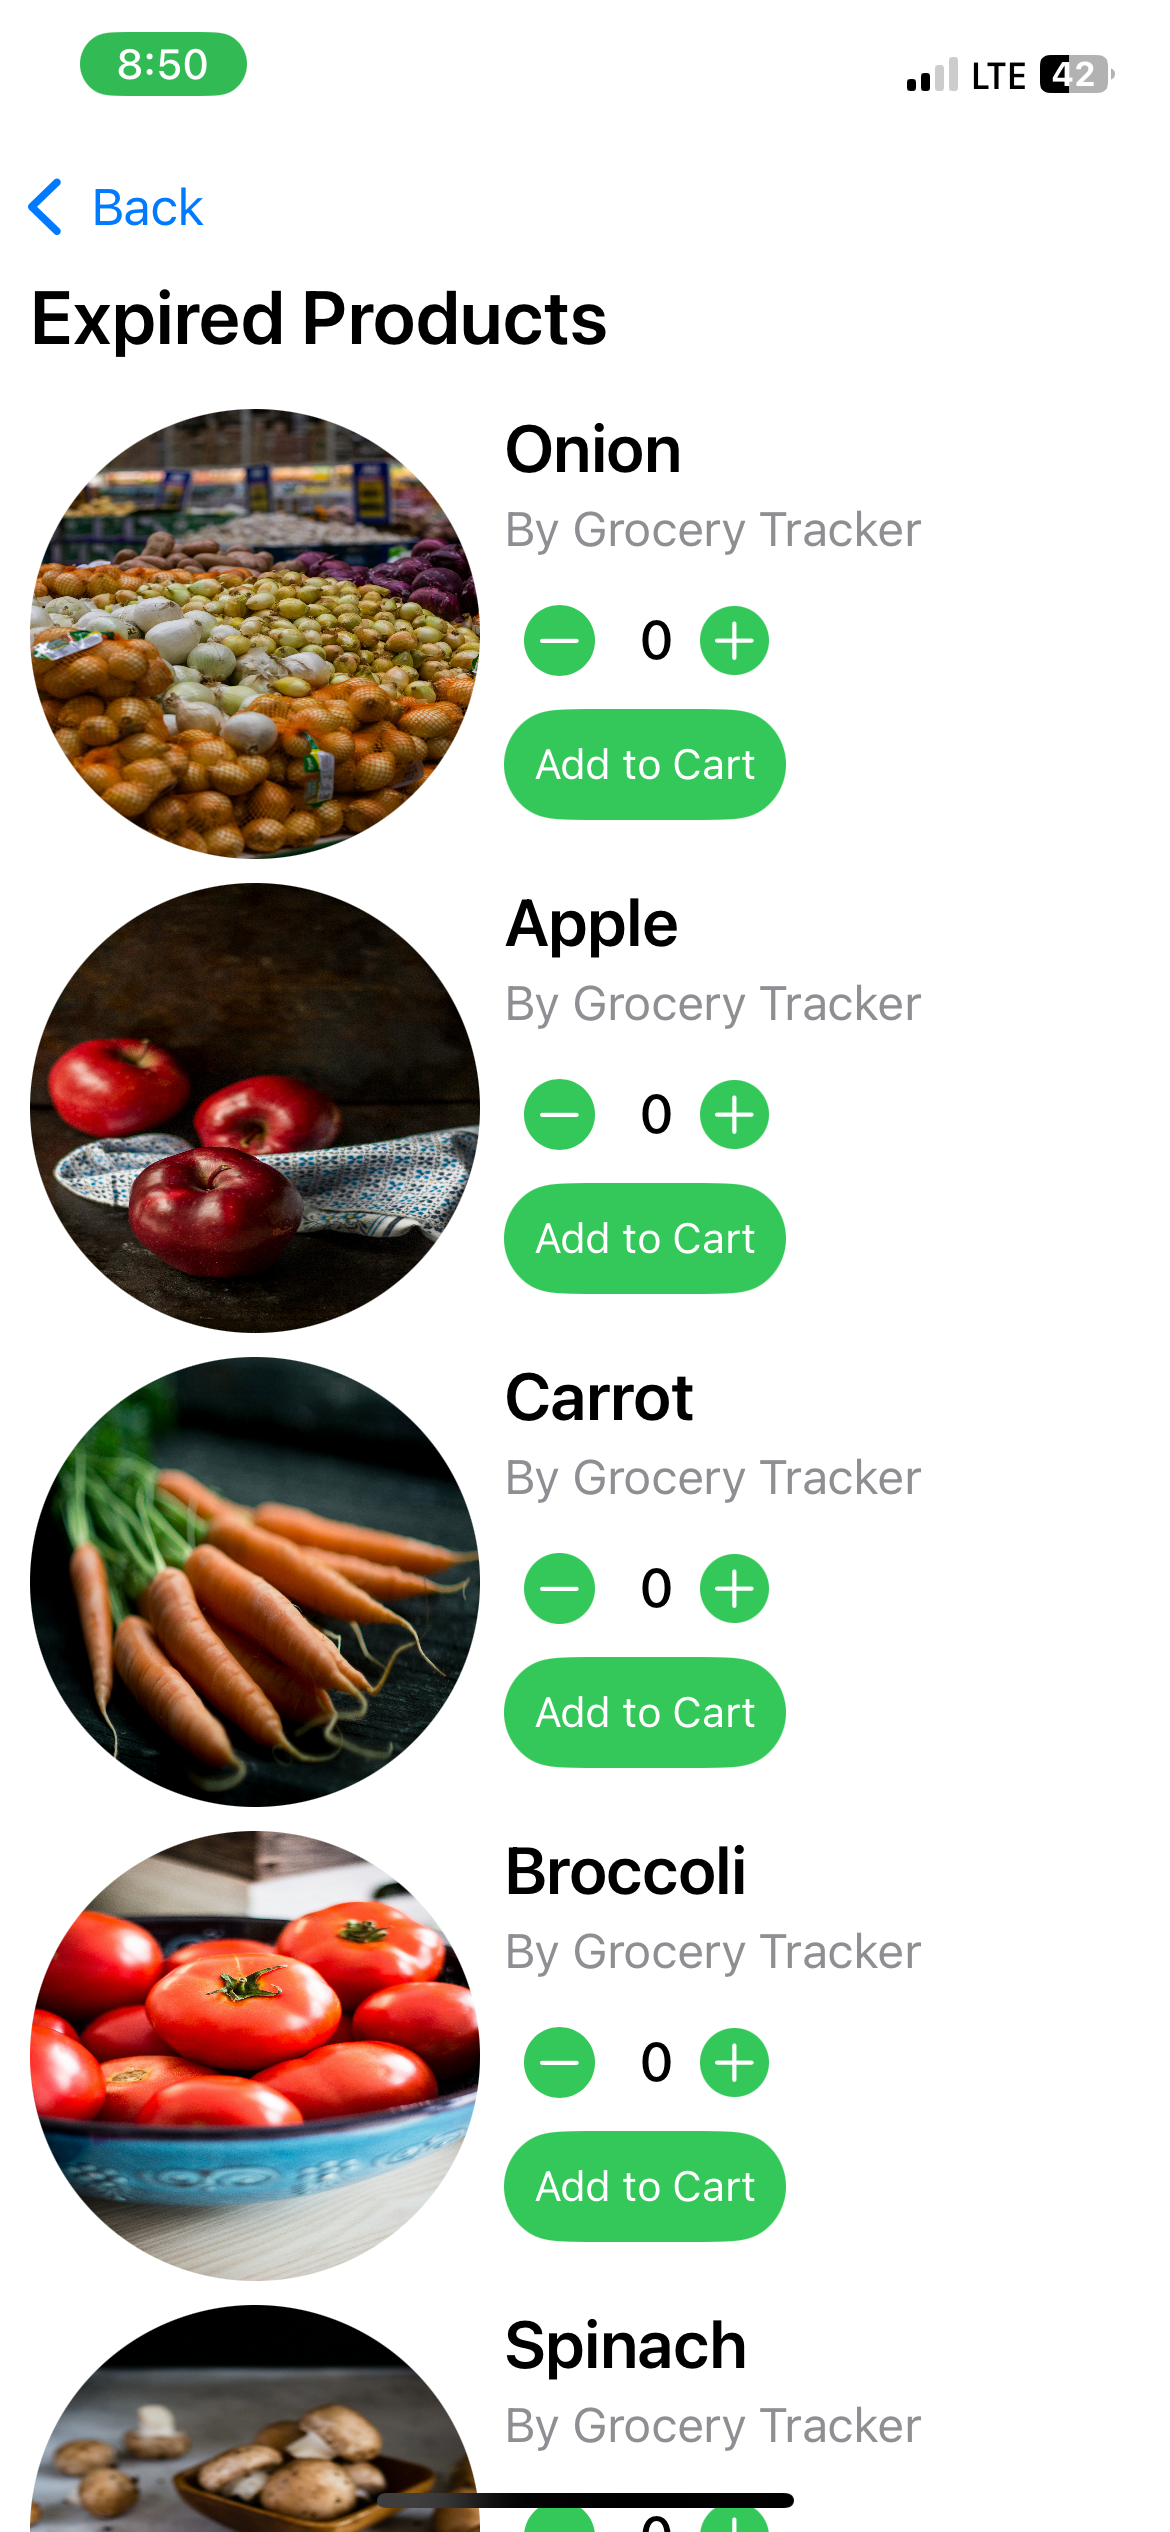 8:50
LTE 42
Back
Expired Products
Onion
By Grocery Tracker
0
Add to Cart
Apple
By Grocery Tracker
0
Add to Cart
Carrot
By Grocery Tracker
0
Add to Cart
Broccoli
By Grocery Tracker
0
Add to Cart
Spinach
By Grocery Tracker
0